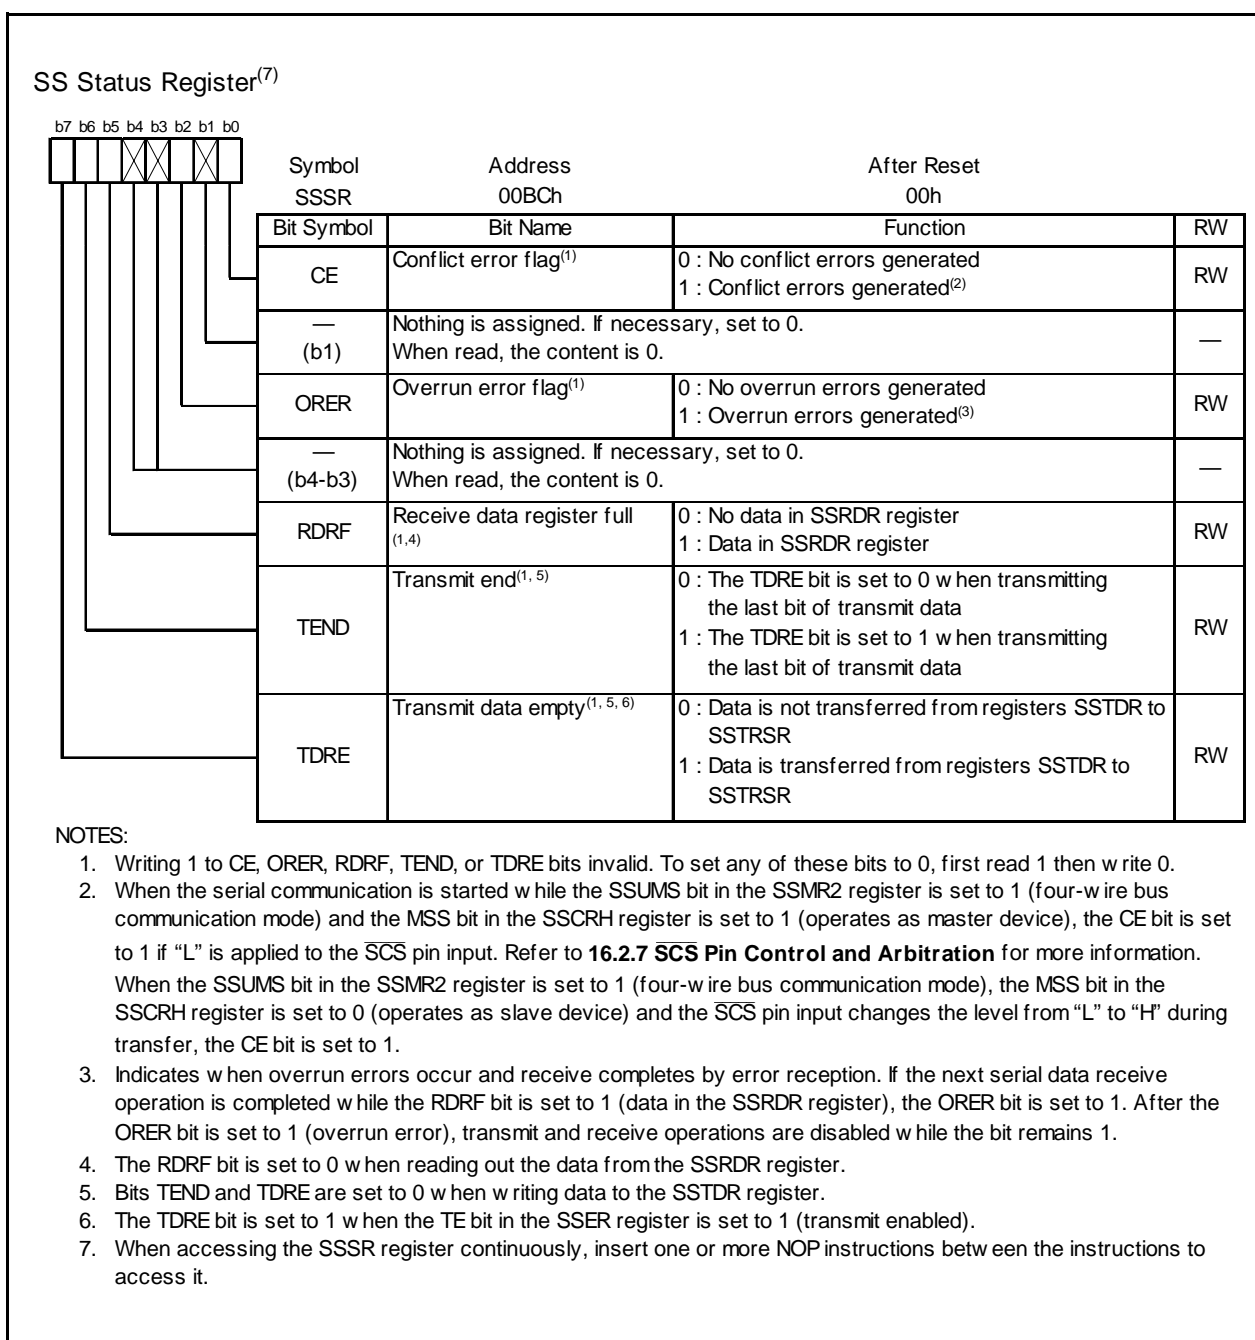 SS Status Register(7)
b7 b6 b5 b4 b3 b2 b1 b0
Symbol Address After Reset
SSSR 00BCh 00h
Bit Symbol Bit Name Function RW
CE Conflict error flag(1) 0 : No conflict errors generated RW
1 : Conflict errors generated(2)
— Nothing is assigned. If necessary, set to 0. —
(b1) When read, the content is 0.
ORER Overrun error flag(1) 0 : No overrun errors generated RW
1 : Overrun errors generated(3)
— Nothing is assigned. If necessary, set to 0. —
(b4-b3) When read, the content is 0.
RDRF Receive data register full 0 : No data in SSRDR register RW
(1,4) 1 : Data in SSRDR register
TEND Transmit end(1, 5) 0 : The TDRE bit is set to 0 when transmitting RW
the last bit of transmit data
1 : The TDRE bit is set to 1 when transmitting
the last bit of transmit data
TDRE Transmit data empty(1, 5, 6) 0 : Data is not transferred from registers SSTDR to RW
SSTRSR
1 : Data is transferred from registers SSTDR to
SSTRSR
NOTES:
1. Writing 1 to CE, ORER, RDRF, TEND, or TDRE bits invalid. To set any of these bits to 0, first read 1 then write 0.
2. When the serial communication is started while the SSUMS bit in the SSMR2 register is set to 1 (four-wire bus
communication mode) and the MSS bit in the SSCRH register is set to 1 (operates as master device), the CE bit is set
to 1 if “L” is applied to the SCS pin input. Refer to 16.2.7 SCS Pin Control and Arbitration for more information.
When the SSUMS bit in the SSMR2 register is set to 1 (four-wire bus communication mode), the MSS bit in the
SSCRH register is set to 0 (operates as slave device) and the SCS pin input changes the level from “L” to “H” during
transfer, the CE bit is set to 1.
3. Indicates when overrun errors occur and receive completes by error reception. If the next serial data receive
operation is completed while the RDRF bit is set to 1 (data in the SSRDR register), the ORER bit is set to 1. After the
ORER bit is set to 1 (overrun error), transmit and receive operations are disabled while the bit remains 1.
4. The RDRF bit is set to 0 when reading out the data from the SSRDR register.
5. Bits TEND and TDRE are set to 0 when writing data to the SSTDR register.
6. The TDRE bit is set to 1 when the TE bit in the SSER register is set to 1 (transmit enabled).
7. When accessing the SSSR register continuously, insert one or more NOP instructions between the instructions to
access it.